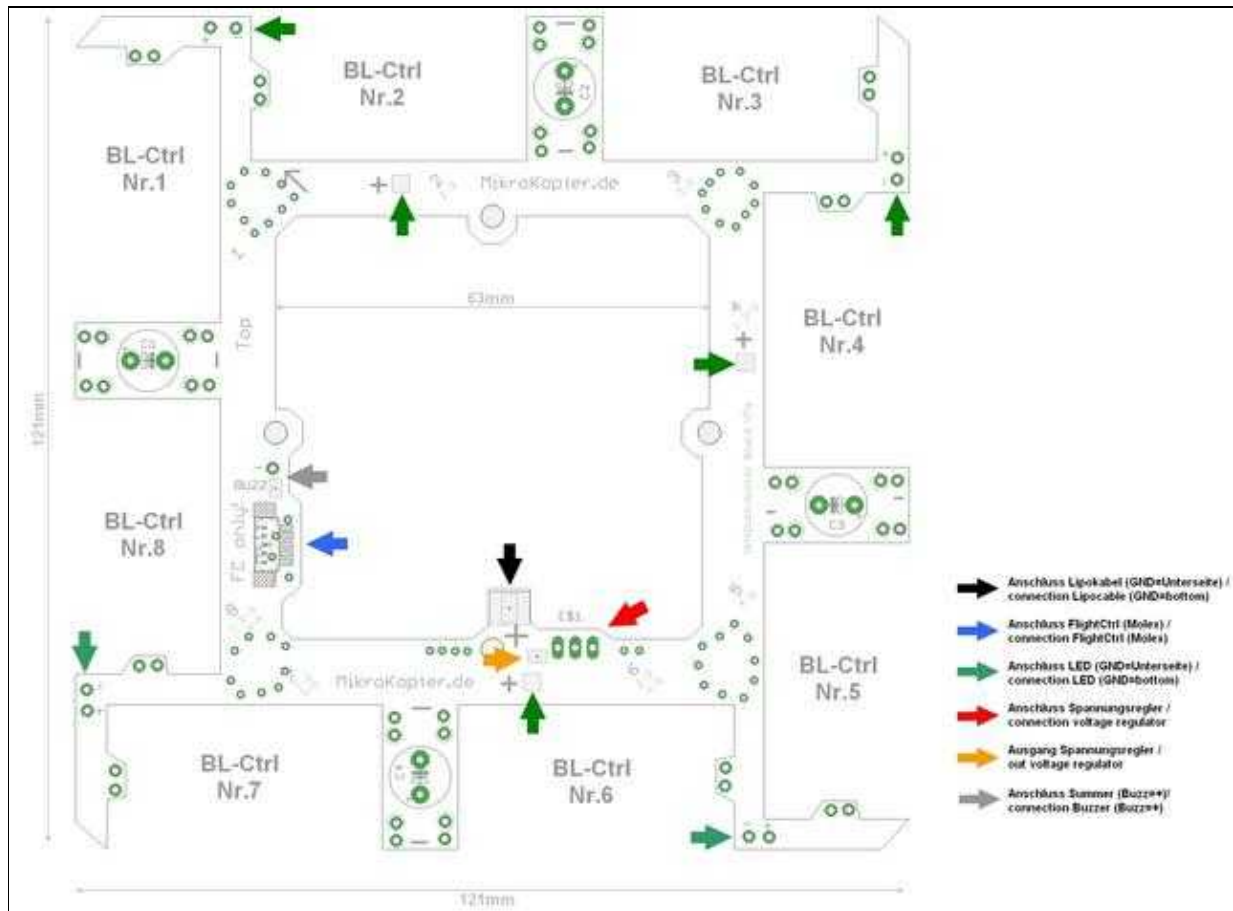 BL-Ctrl
Nr.2
BL-Ctrl
Nr.3
BL-Ctrl
Nr.1
C2
MikroKopter.de
1
63mm
Top
BL-Ctrl
Nr.4
121mm
C3
Buzz
BL-Ctrl
Nr.8
FC only!
MikroKopter.de
BL-Ctrl
Nr.5
BL-Ctrl
Nr.7
C4
BL-Ctrl
Nr.6
121mm
Anschluss Lipokabel (GND=Unterseite) /
connection Lipocable (GND=bottom)
Anschluss FlightCtrl (Molex) /
connection FlightCtrl (Molex)
Anschluss LED (GND=Unterseite) /
connection LED (GND=bottom)
Anschluss Spannungsregler /
connection voltage regulator
Ausgang Spannungsregler /
out voltage regulator
Anschluss Summer (Buzz=+)/
connection Buzzer (Buzz=+)